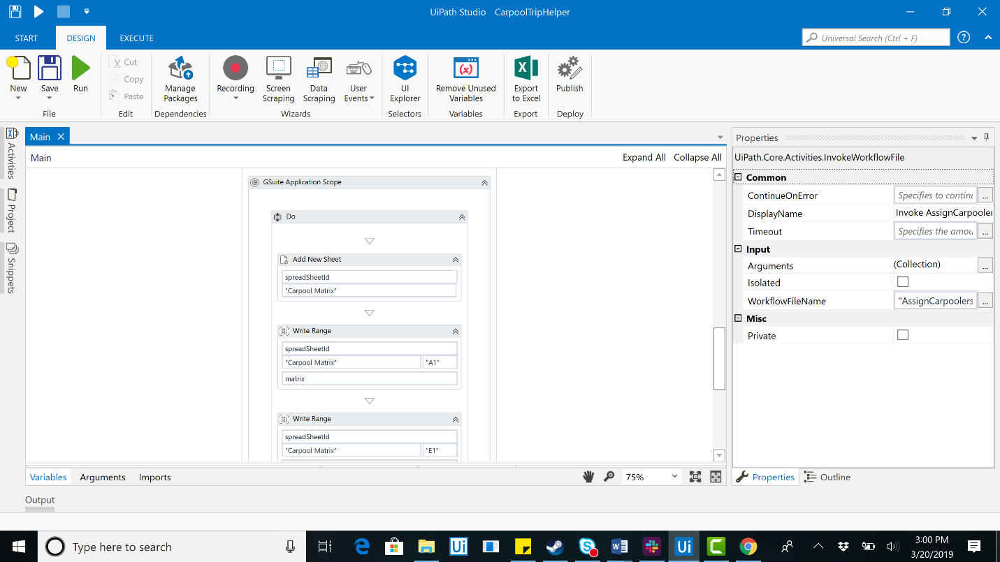 UiPath Studio - CarpoolTripHelper
START DESIGN EXECUTE
Universal Search (Ctrl + F)
New Save Run
Cut
Copy
Paste
Manage Packages
Recording
Screen Scraping
Data Scraping
User Events
UI Explorer
Remove Unused Variables
Export to Excel
Publish
File Edit Dependencies Wizards Selectors Variables Export Deploy
Activities
Project
Snippets
Main
Main
Expand All Collapse All
GSuite Application Scope
Do
Add New Sheet
spreadSheetId
"Carpool Matrix"
Write Range
spreadSheetId
"Carpool Matrix" "A1"
matrix
Write Range
spreadSheetId
"Carpool Matrix" "E1"
Variables Arguments Imports
75%
Output
Properties
UiPath.Core.Activities.InvokeWorkflowFile
Common
ContinueOnError Specifies to continu ...
DisplayName Invoke AssignCarpooler
Timeout Specifies the amou ...
Input
Arguments (Collection) ...
Isolated
WorkflowFileName "AssignCarpoolers ...
Misc
Private
Properties Outline
Type here to search
3:00 PM
3/20/2019